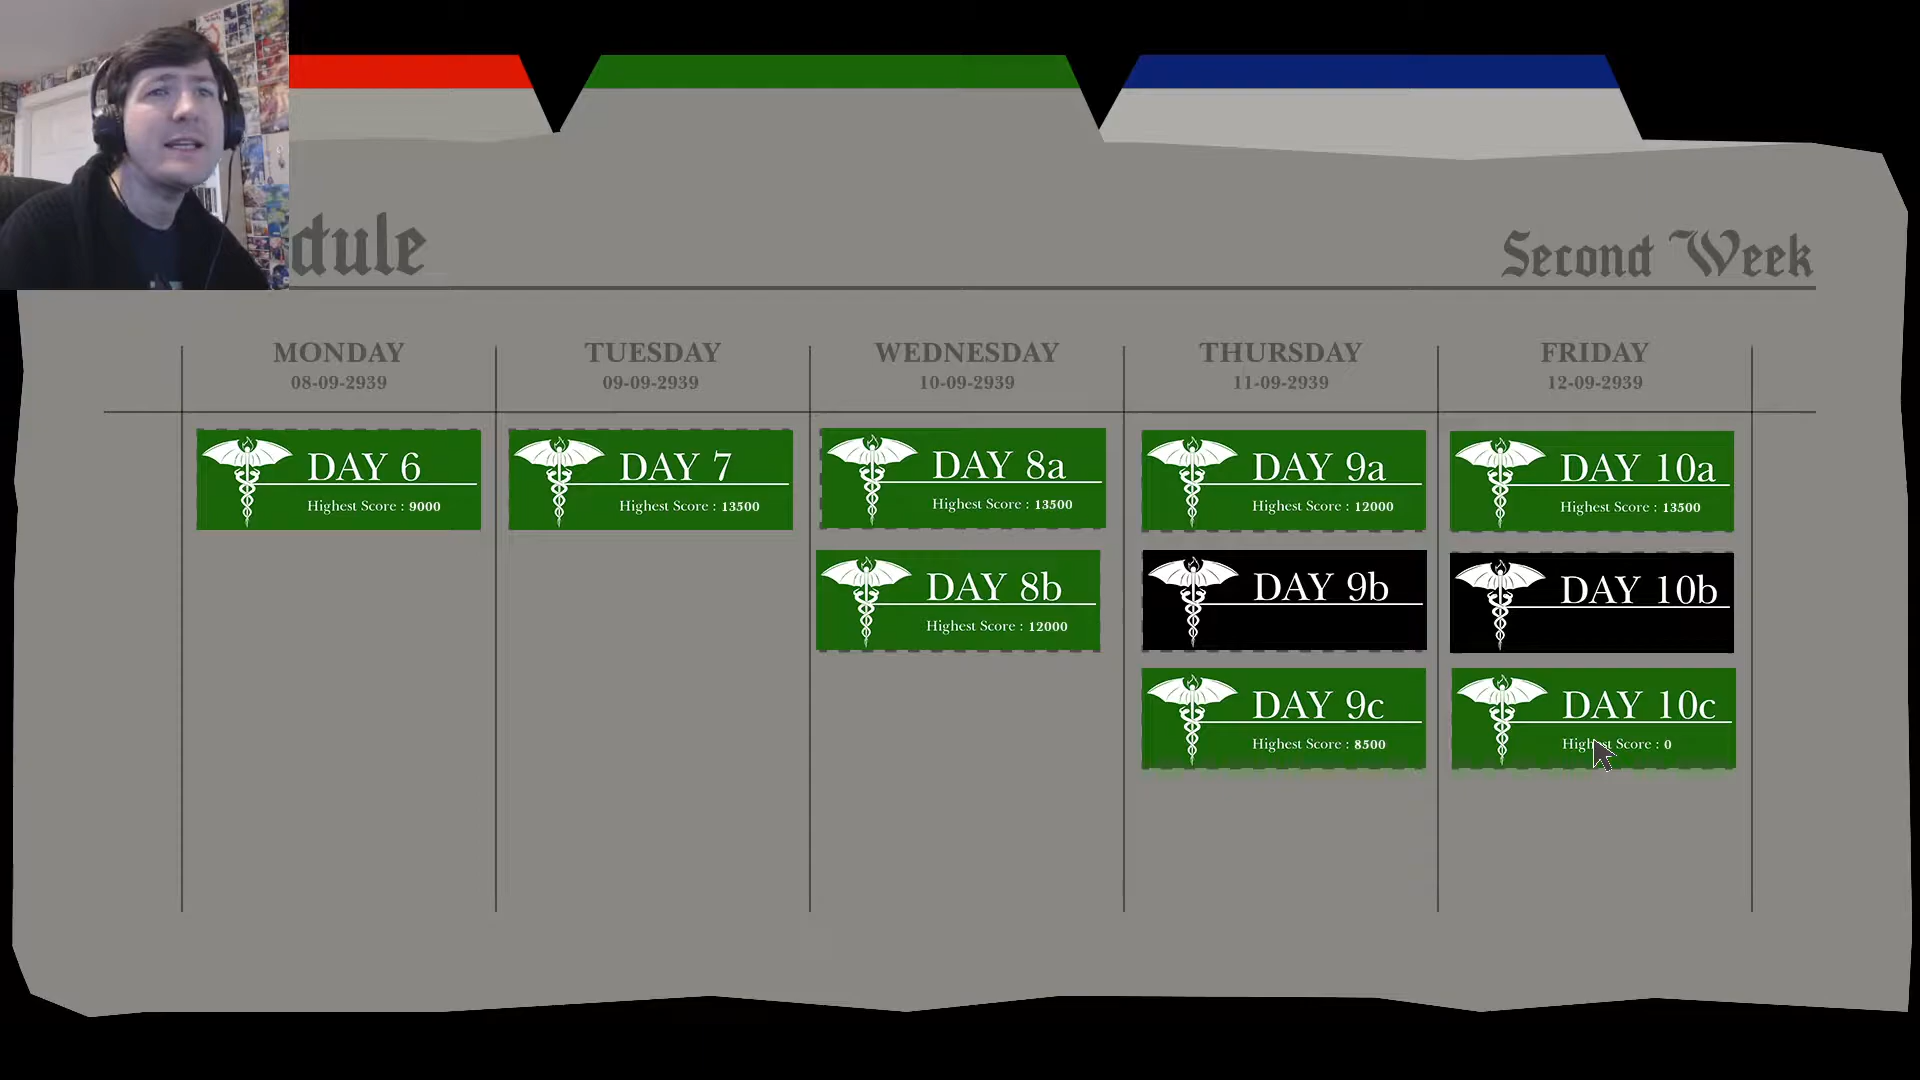 dule
Second Week
MONDAY
08-09-2939
TUESDAY
09-09-2939
WEDNESDAY
10-09-2939
THURSDAY
11-09-2939
FRIDAY
12-09-2939
DAY 6
Highest Score : 9000
DAY 7
Highest Score : 13500
DAY 8a
Highest Score : 13500
DAY 9a
Highest Score : 12000
DAY 10a
Highest Score : 13500
DAY 8b
Highest Score : 12000
DAY 9b
DAY 10b
DAY 9c
Highest Score : 8500
DAY 10c
Highest Score : 0